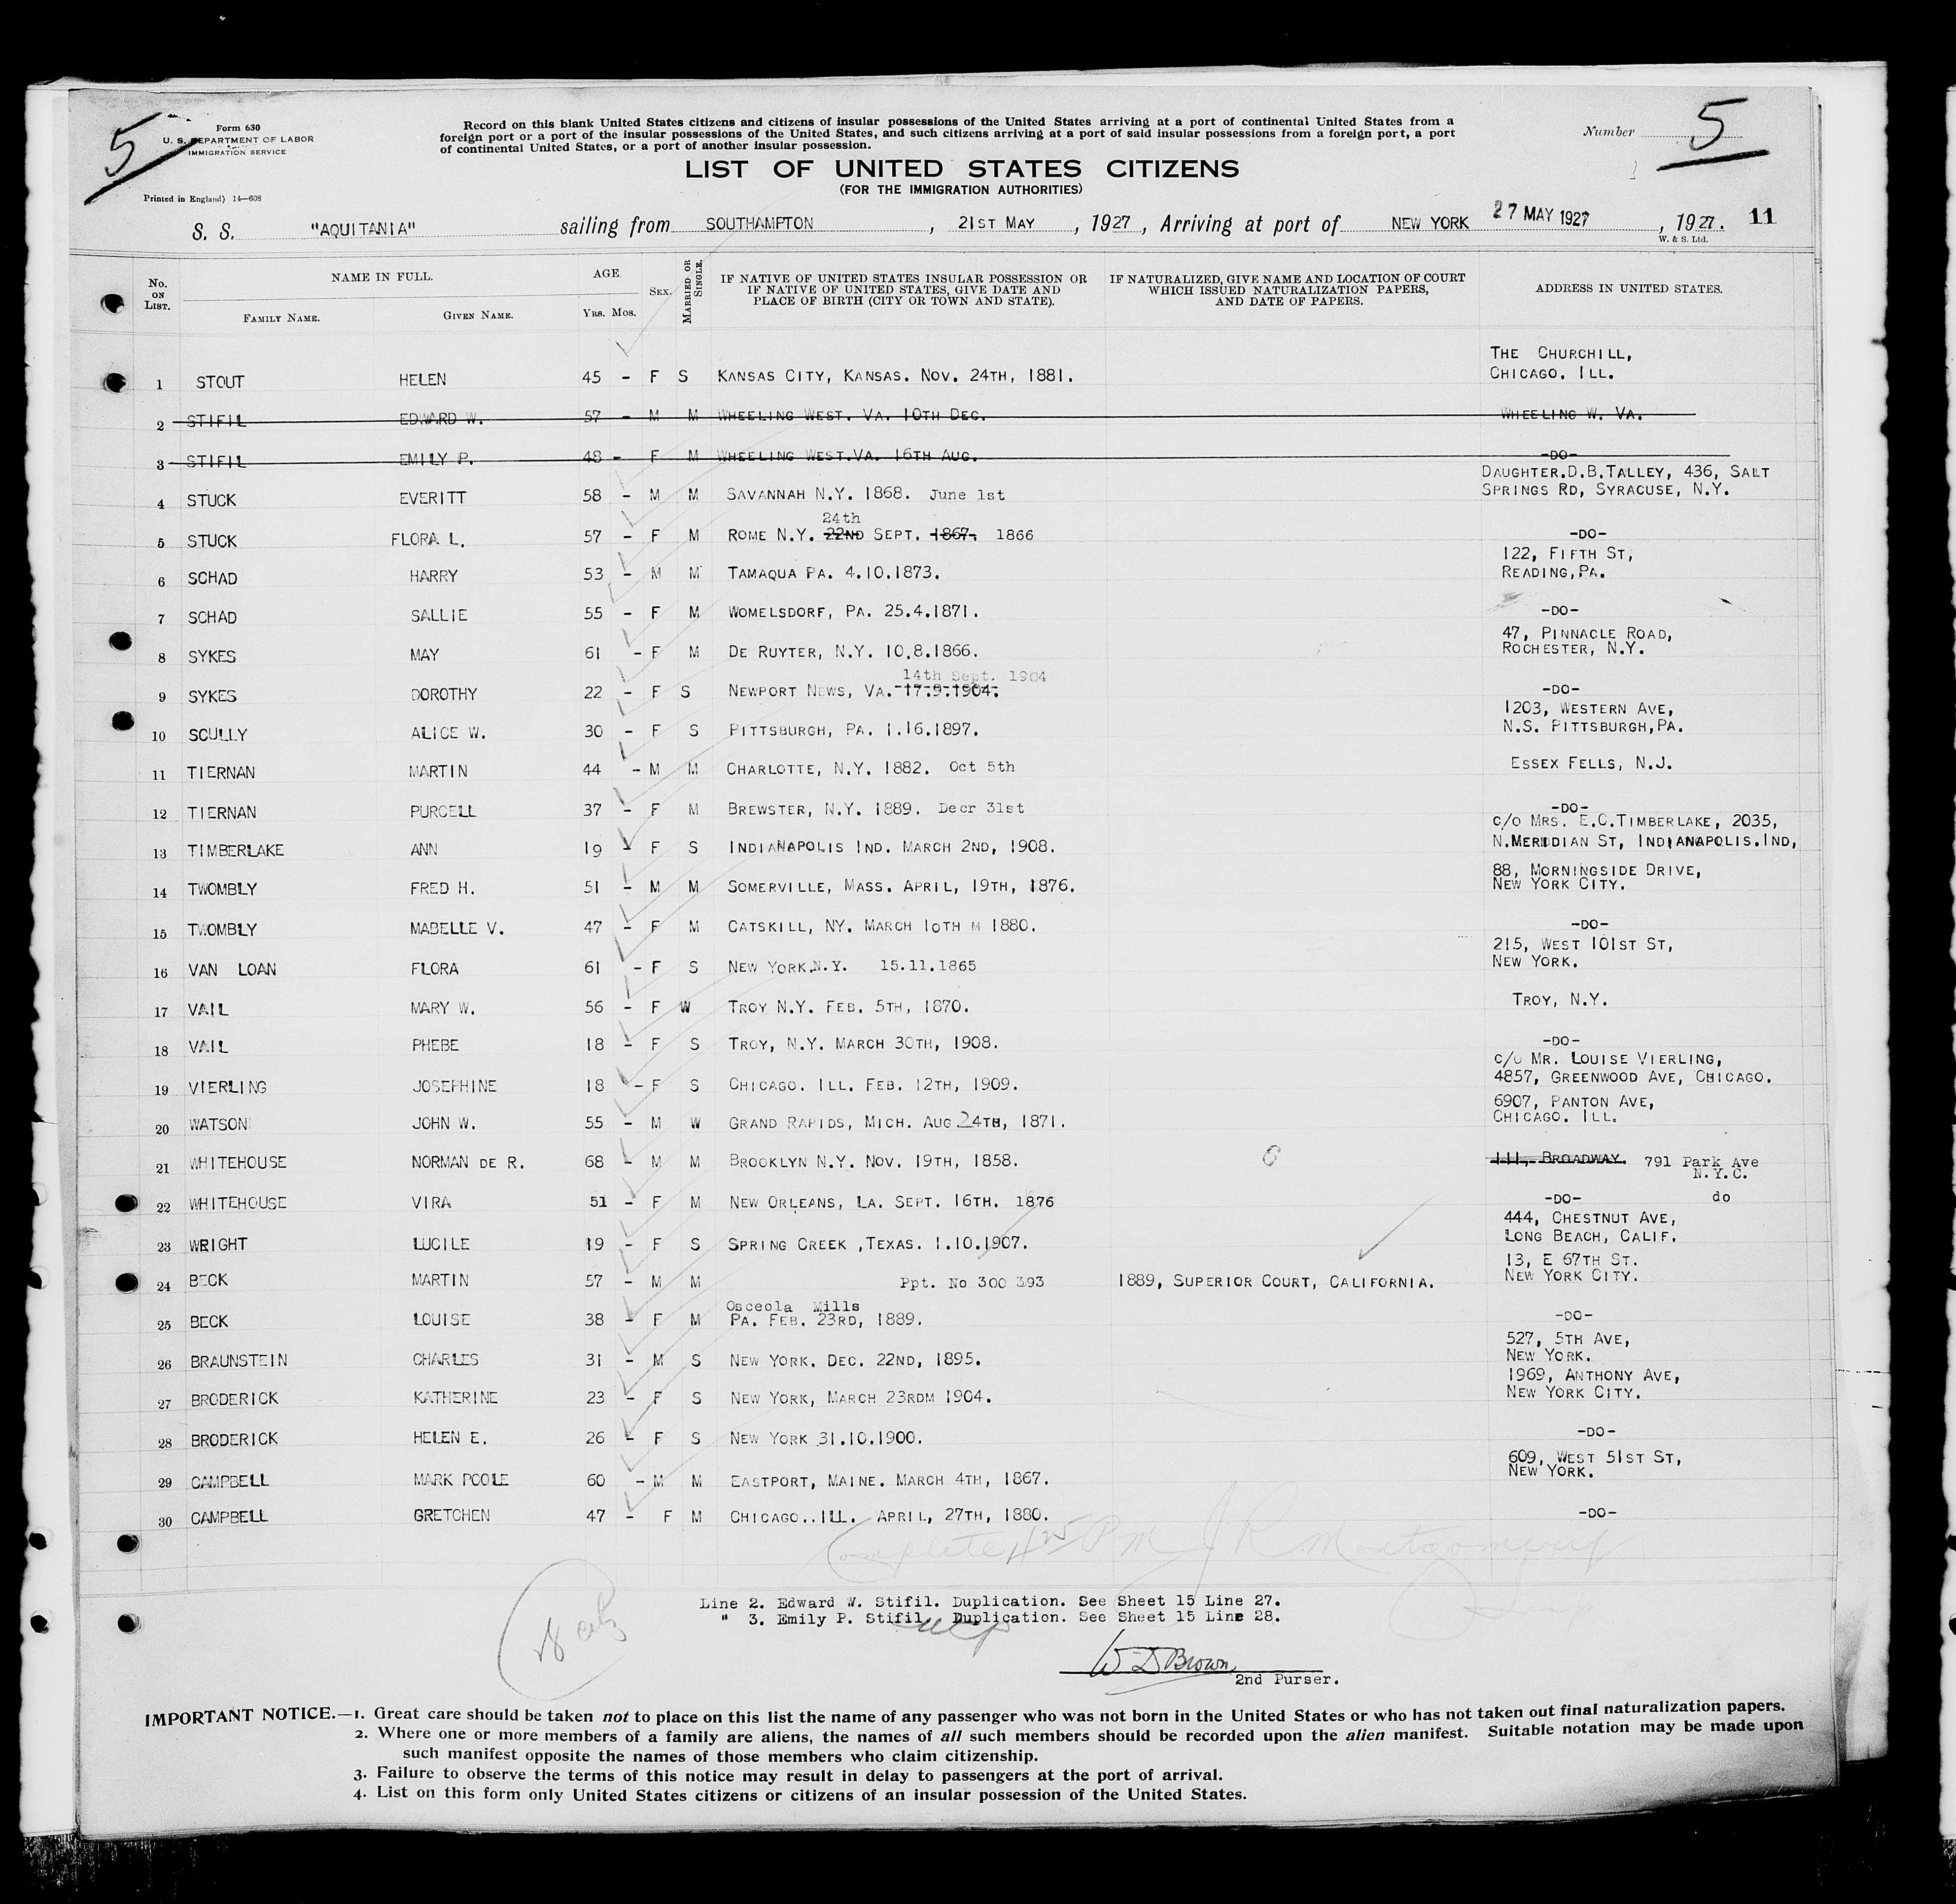 5
Form 630
U. S. DEPARTMENT OF LABOR
IMMIGRATION SERVICE
Printed in England) 14—608
Record on this blank United States citizens and citizens of insular possessions of the United States arriving at a port of continental United States from a
foreign port or a port of the insular possessions of the United States, and such citizens arriving at a port of said insular possessions from a foreign port, a port
of continental United States, or a port of another insular possession.
Number 5
LIST OF UNITED STATES CITIZENS
(FOR THE IMMIGRATION AUTHORITIES)
S. S. "AQUITANIA" sailing from SOUTHAMPTON, 21ST MAY, 1927, Arriving at port of NEW YORK 27 MAY 1927, 1927. 11
W. & S. Ltd.
No. ON LIST. NAME IN FULL. FAMILY NAME. GIVEN NAME. AGE Yrs. Mos. SEX. MARRIED OR SINGLE. IF NATIVE OF UNITED STATES INSULAR POSSESSION OR IF NATIVE OF UNITED STATES, GIVE DATE AND PLACE OF BIRTH (CITY OR TOWN AND STATE). IF NATURALIZED, GIVE NAME AND LOCATION OF COURT WHICH ISSUED NATURALIZATION PAPERS, AND DATE OF PAPERS. ADDRESS IN UNITED STATES.
1 STOUT HELEN 45 - F S KANSAS CITY, KANSAS. NOV. 24TH, 1881. THE CHURCHILL, CHICAGO. ILL.
2 STIFIL EDWARD W. 57 - M M WHEELING WEST. VA. 10TH DEC. WHEELING W. VA.
3 STIFIL EMILY P. 48 - F M WHEELING WEST.VA. 16TH AUG. -DO-
4 STUCK EVERITT 58 - M M SAVANNAH N.Y. 1868. June 1st DAUGHTER.D.B.TALLEY, 436, SALT SPRINGS RD, SYRACUSE, N.Y.
5 STUCK FLORA L. 57 - F M ROME N.Y. 22ND 24th SEPT. 1867. 1866 -DO-
6 SCHAD HARRY 53 - M M TAMAQUA PA. 4.10.1873. 122, FIFTH ST, READING,PA.
7 SCHAD SALLIE 55 - F M WOMELSDORF, PA. 25.4.1871. -DO-
8 SYKES MAY 61 - F M DE RUYTER, N.Y. 10.8.1866. 47, PINNACLE ROAD, ROCHESTER, N.Y.
9 SYKES DOROTHY 22 - F S NEWPORT NEWS, VA. 17.9.1904. 14th Sept. 1904 -DO-
10 SCULLY ALICE W. 30 - F S PITTSBURGH, PA. 1.16.1897. 1203, WESTERN AVE, N.S. PITTSBURGH,PA.
11 TIERNAN MARTIN 44 - M M CHARLOTTE, N.Y. 1882. Oct 5th ESSEX FELLS, N.J.
12 TIERNAN PURCELL 37 - F M BREWSTER, N.Y. 1889. Decr 31st -DO-
13 TIMBERLAKE ANN 19 - F S INDIANAPOLIS IND. MARCH 2ND, 1908. c/o MRS. E.C.TIMBERLAKE, 2035, N.MERIDIAN ST, INDIANAPOLIS.IND,
14 TWOMBLY FRED H. 51 - M M SOMERVILLE, MASS. APRIL, 19TH, 1876. 88, MORNINGSIDE DRIVE, NEW YORK CITY.
15 TWOMBLY MABELLE V. 47 - F M CATSKILL, NY. MARCH 10TH M 1880. -DO-
16 VAN LOAN FLORA 61 - F S NEW YORK.N.Y. 15.11.1865 215, WEST 101ST ST, NEW YORK.
17 VAIL MARY W. 56 - F W TROY N.Y. FEB. 5TH, 1870. TROY, N.Y.
18 VAIL PHEBE 18 - F S TROY, N.Y. MARCH 30TH, 1908. -DO-
19 VIERLING JOSEPHINE 18 - F S CHICAGO. ILL. FEB. 12TH, 1909. c/o MR. LOUISE VIERLING, 4857, GREENWOOD AVE, CHICAGO.
20 WATSON JOHN W. 55 - M W GRAND RAPIDS, MICH. AUG 24TH, 1871. 6907, PANTON AVE, CHICAGO. ILL.
21 WHITEHOUSE NORMAN DE R. 68 - M M BROOKLYN N.Y. NOV. 19TH, 1858. 111, BROADWAY. 791 Park Ave N.Y.C.
22 WHITEHOUSE VIRA 51 - F M NEW ORLEANS, LA. SEPT. 16TH. 1876 -DO- do
23 WRIGHT LUCILE 19 - F S SPRING CREEK ,TEXAS. 1.10.1907. 444, CHESTNUT AVE, LONG BEACH, CALIF.
24 BECK MARTIN 57 - M M Ppt. No 300 393 1889, SUPERIOR COURT, CALIFORNIA. 13, E 67TH ST. NEW YORK CITY.
25 BECK LOUISE 38 - F M Osceola Mills PA. FEB. 23RD, 1889. -DO-
26 BRAUNSTEIN CHARLES 31 - M S NEW YORK. DEC. 22ND, 1895. 527, 5TH AVE, NEW YORK.
27 BRODERICK KATHERINE 23 - F S NEW YORK, MARCH 23RDM 1904. 1969, ANTHONY AVE, NEW YORK CITY.
28 BRODERICK HELEN E. 26 - F S NEW YORK 31.10.1900. -DO-
29 CAMPBELL MARK POOLE 60 - M M EASTPORT, MAINE. MARCH 4TH, 1867. 609, WEST 51ST ST, NEW YORK.
30 CAMPBELL GRETCHEN 47 - F M CHICAGO.. ILL. APRIL, 27TH, 1880. -DO-
Complete PM J R Montgomery
Line 2. Edward W. Stifil. Duplication. See Sheet 15 Line 27.
" 3. Emily P. Stifil. Duplication. See Sheet 15 Line 28.
W D Brown
2nd Purser.
IMPORTANT NOTICE.—1. Great care should be taken not to place on this list the name of any passenger who was not born in the United States or who has not taken out final naturalization papers.
2. Where one or more members of a family are aliens, the names of all such members should be recorded upon the alien manifest. Suitable notation may be made upon
such manifest opposite the names of those members who claim citizenship.
3. Failure to observe the terms of this notice may result in delay to passengers at the port of arrival.
4. List on this form only United States citizens or citizens of an insular possession of the United States.